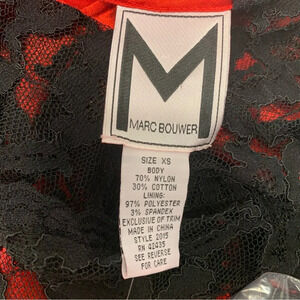 M
MARC BOUWER
SIZE XS
BODY
70% NYLON
30% COTTON
LINING:
97% POLYESTER
3% SPANDEX
EXCLUSIVE OF TRIM
MADE IN CHINA
STYLE 2015
RN 42435
SEE REVERSE
FOR CARE